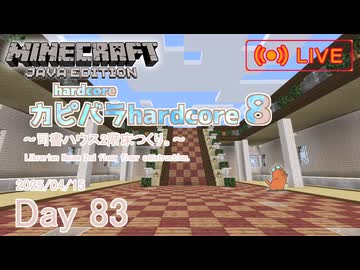 MINECRAFT
JAVA EDITION
LIVE
hardcore
カピバラhardcore 8
～司書ハウス2階床つくり。～
Librarian House 2nd floor floor construction.
2025/04/15
Day 83